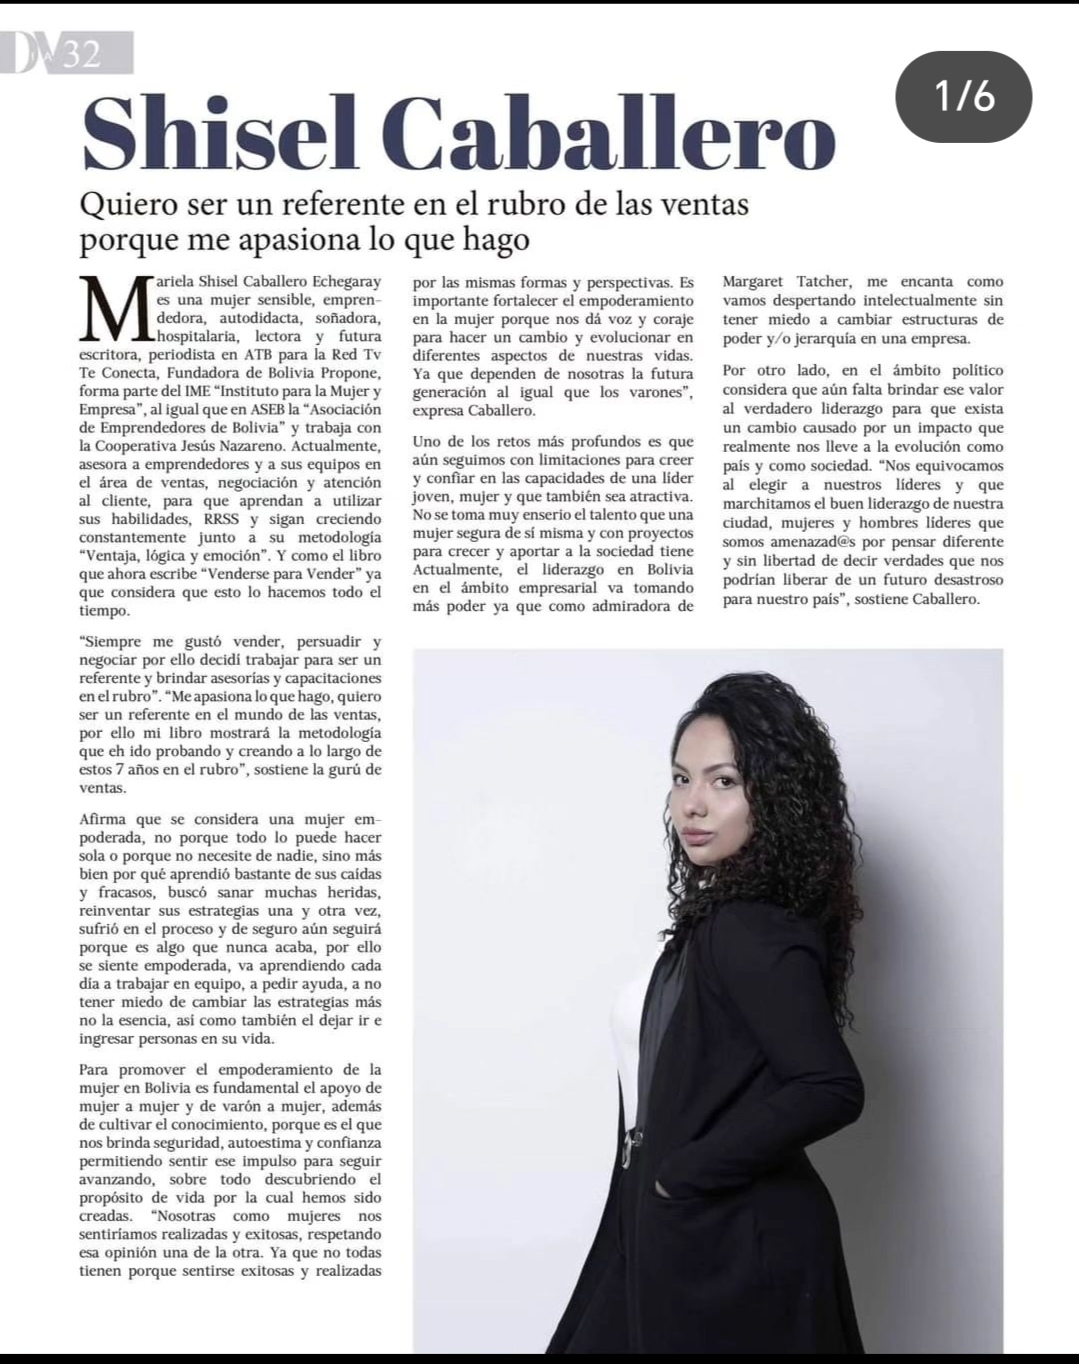 DV 32
1/6
Shisel Caballero
Quiero ser un referente en el rubro de las ventas
porque me apasiona lo que hago
Mariela Shisel Caballero Echegaray
es una mujer sensible, empren-
dedora, autodidacta, soñadora,
hospitalaria, lectora y futura
escritora, periodista en ATB para la Red Tv
Te Conecta, Fundadora de Bolivia Propone,
forma parte del IME “Instituto para la Mujer y
Empresa”, al igual que en ASEB la “Asociación
de Emprendedores de Bolivia” y trabaja con
la Cooperativa Jesús Nazareno. Actualmente,
asesora a emprendedores y a sus equipos en
el área de ventas, negociación y atención
al cliente, para que aprendan a utilizar
sus habilidades, RRSS y sigan creciendo
constantemente junto a su metodología
“Ventaja, lógica y emoción”. Y como el libro
que ahora escribe “Venderse para Vender” ya
que considera que esto lo hacemos todo el
tiempo.
“Siempre me gustó vender, persuadir y
negociar por ello decidí trabajar para ser un
referente y brindar asesorías y capacitaciones
en el rubro”. “Me apasiona lo que hago, quiero
ser un referente en el mundo de las ventas,
por ello mi libro mostrará la metodología
que eh ido probando y creando a lo largo de
estos 7 años en el rubro”, sostiene la gurú de
ventas.
Afirma que se considera una mujer em-
poderada, no porque todo lo puede hacer
sola o porque no necesite de nadie, sino más
bien por qué aprendió bastante de sus caídas
y fracasos, buscó sanar muchas heridas,
reinventar sus estrategias una y otra vez,
sufrió en el proceso y de seguro aún seguirá
porque es algo que nunca acaba, por ello
se siente empoderada, va aprendiendo cada
día a trabajar en equipo, a pedir ayuda, a no
tener miedo de cambiar las estrategias más
no la esencia, así como también el dejar ir e
ingresar personas en su vida.
Para promover el empoderamiento de la
mujer en Bolivia es fundamental el apoyo de
mujer a mujer y de varón a mujer, además
de cultivar el conocimiento, porque es el que
nos brinda seguridad, autoestima y confianza
permitiendo sentir ese impulso para seguir
avanzando, sobre todo descubriendo el
propósito de vida por la cual hemos sido
creadas. “Nosotras como mujeres nos
sentiríamos realizadas y exitosas, respetando
esa opinión una de la otra. Ya que no todas
tienen porque sentirse exitosas y realizadas
por las mismas formas y perspectivas. Es
importante fortalecer el empoderamiento
en la mujer porque nos dá voz y coraje
para hacer un cambio y evolucionar en
diferentes aspectos de nuestras vidas.
Ya que dependen de nosotras la futura
generación al igual que los varones”,
expresa Caballero.
Uno de los retos más profundos es que
aún seguimos con limitaciones para creer
y confiar en las capacidades de una líder
joven, mujer y que también sea atractiva.
No se toma muy enserio el talento que una
mujer segura de sí misma y con proyectos
para crecer y aportar a la sociedad tiene
Actualmente, el liderazgo en Bolivia
en el ámbito empresarial va tomando
más poder ya que como admiradora de
Margaret Tatcher, me encanta como
vamos despertando intelectualmente sin
tener miedo a cambiar estructuras de
poder y/o jerarquía en una empresa.
Por otro lado, en el ámbito político
considera que aún falta brindar ese valor
al verdadero liderazgo para que exista
un cambio causado por un impacto que
realmente nos lleve a la evolución como
país y como sociedad. “Nos equivocamos
al elegir a nuestros líderes y que
marchitamos el buen liderazgo de nuestra
ciudad, mujeres y hombres líderes que
somos amenazad@s por pensar diferente
y sin libertad de decir verdades que nos
podrían liberar de un futuro desastroso
para nuestro país”, sostiene Caballero.